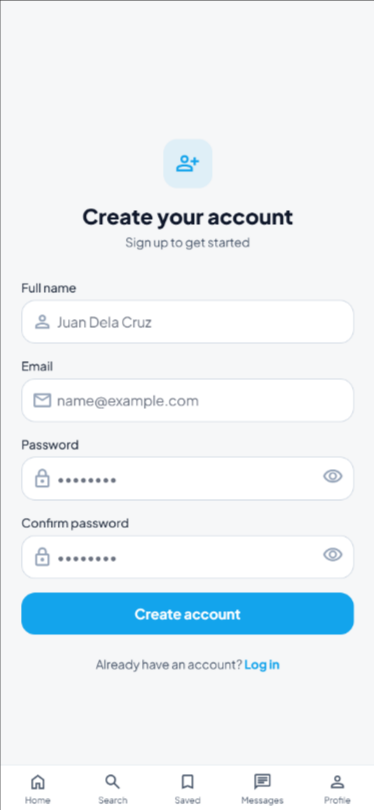 Create your account
Sign up to get started
Full name
Juan Dela Cruz
Email
name@example.com
Password
••••••••
Confirm password
••••••••
Create account
Already have an account? Log in
Home Search Saved Messages Profile